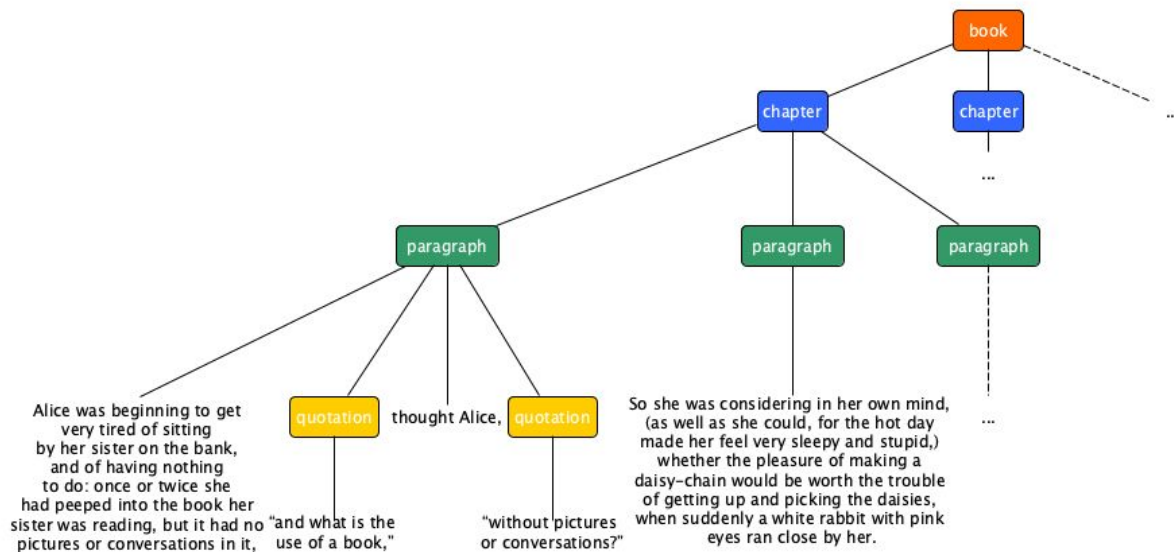 book
chapter
chapter
...
...
paragraph
paragraph
paragraph
Alice was beginning to get
very tired of sitting
by her sister on the bank,
and of having nothing
to do: once or twice she
had peeped into the book her
sister was reading, but it had no
pictures or conversations in it,
quotation
"and what is the
use of a book,"
thought Alice,
quotation
"without pictures
or conversations?"
So she was considering in her own mind,
(as well as she could, for the hot day
made her feel very sleepy and stupid,)
whether the pleasure of making a
daisy-chain would be worth the trouble
of getting up and picking the daisies,
when suddenly a white rabbit with pink
eyes ran close by her.
...